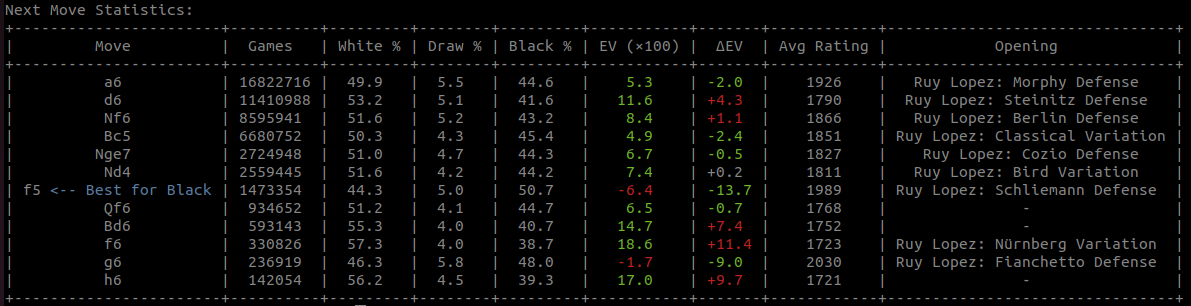 Next Move Statistics:
+------------------------+----------+---------+--------+---------+-----------+-------+------------+--------------------------------+
| Move | Games | White % | Draw % | Black % | EV (×100) | ΔEV | Avg Rating | Opening |
+------------------------+----------+---------+--------+---------+-----------+-------+------------+--------------------------------+
| a6 | 16822716 | 49.9 | 5.5 | 44.6 | 5.3 | -2.0 | 1926 | Ruy Lopez: Morphy Defense |
| d6 | 11410988 | 53.2 | 5.1 | 41.6 | 11.6 | +4.3 | 1790 | Ruy Lopez: Steinitz Defense |
| Nf6 | 8595941 | 51.6 | 5.2 | 43.2 | 8.4 | +1.1 | 1866 | Ruy Lopez: Berlin Defense |
| Bc5 | 6680752 | 50.3 | 4.3 | 45.4 | 4.9 | -2.4 | 1851 | Ruy Lopez: Classical Variation |
| Nge7 | 2724948 | 51.0 | 4.7 | 44.3 | 6.7 | -0.5 | 1827 | Ruy Lopez: Cozio Defense |
| Nd4 | 2559445 | 51.6 | 4.2 | 44.2 | 7.4 | +0.2 | 1811 | Ruy Lopez: Bird Variation |
| f5 <-- Best for Black | 1473354 | 44.3 | 5.0 | 50.7 | -6.4 | -13.7 | 1989 | Ruy Lopez: Schliemann Defense |
| Qf6 | 934652 | 51.2 | 4.1 | 44.7 | 6.5 | -0.7 | 1768 | - |
| Bd6 | 593143 | 55.3 | 4.0 | 40.7 | 14.7 | +7.4 | 1752 | - |
| f6 | 330826 | 57.3 | 4.0 | 38.7 | 18.6 | +11.4 | 1723 | Ruy Lopez: Nürnberg Variation |
| g6 | 236919 | 46.3 | 5.8 | 48.0 | -1.7 | -9.0 | 2030 | Ruy Lopez: Fianchetto Defense |
| h6 | 142054 | 56.2 | 4.5 | 39.3 | 17.0 | +9.7 | 1721 | - |
+------------------------+----------+---------+--------+---------+-----------+-------+------------+--------------------------------+